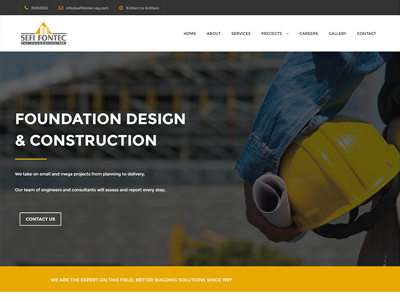 35350502 info@sefifontec-eg.com 9:00am to 6:00pm
SEFI FONTEC
HOME ABOUT SERVICES PROJECTS CAREERS GALLERY CONTACT
FOUNDATION DESIGN
& CONSTRUCTION
We take on small and mega projects from planning to delivery.
Our team of engineers and consultants will assess and report every step.
CONTACT US
WE ARE THE EXPERT ON THIS FIELD, BETTER BUILDING SOLUTIONS SINCE 1997